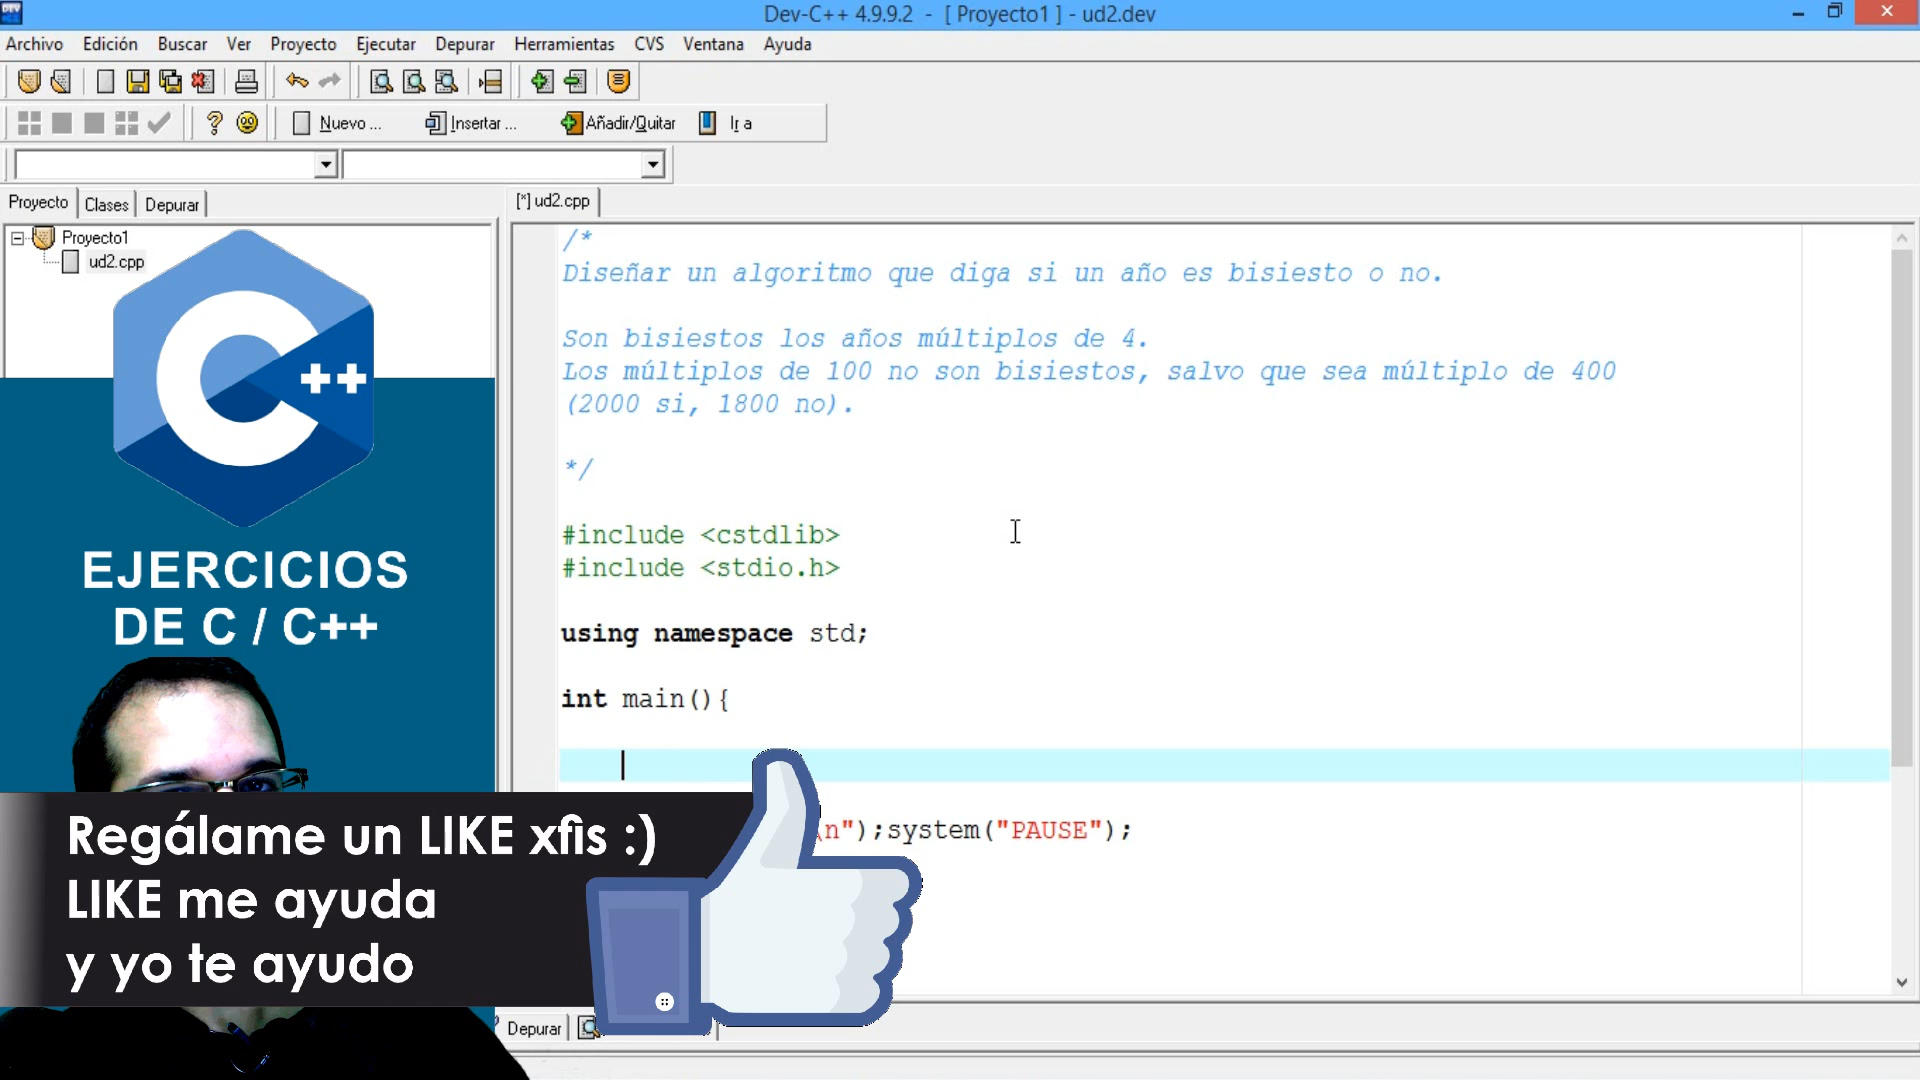 Dev-C++ 4.9.9.2 - [ Proyecto1 ] - ud2.dev
Archivo Edición Buscar Ver Proyecto Ejecutar Depurar Herramientas CVS Ventana Ayuda
Nuevo ... Insertar ... Añadir/Quitar Ir a
Proyecto Clases Depurar
[*] ud2.cpp
Proyecto1
ud2.cpp
/*
Diseñar un algoritmo que diga si un año es bisiesto o no.
Son bisiestos los años múltiplos de 4.
Los múltiplos de 100 no son bisiestos, salvo que sea múltiplo de 400
(2000 si, 1800 no).
*/
#include <cstdlib>
#include <stdio.h>
using namespace std;
int main(){
\n");system("PAUSE");
C++
EJERCICIOS
DE C / C++
Regálame un LIKE xfis :)
LIKE me ayuda
y yo te ayudo
Depurar